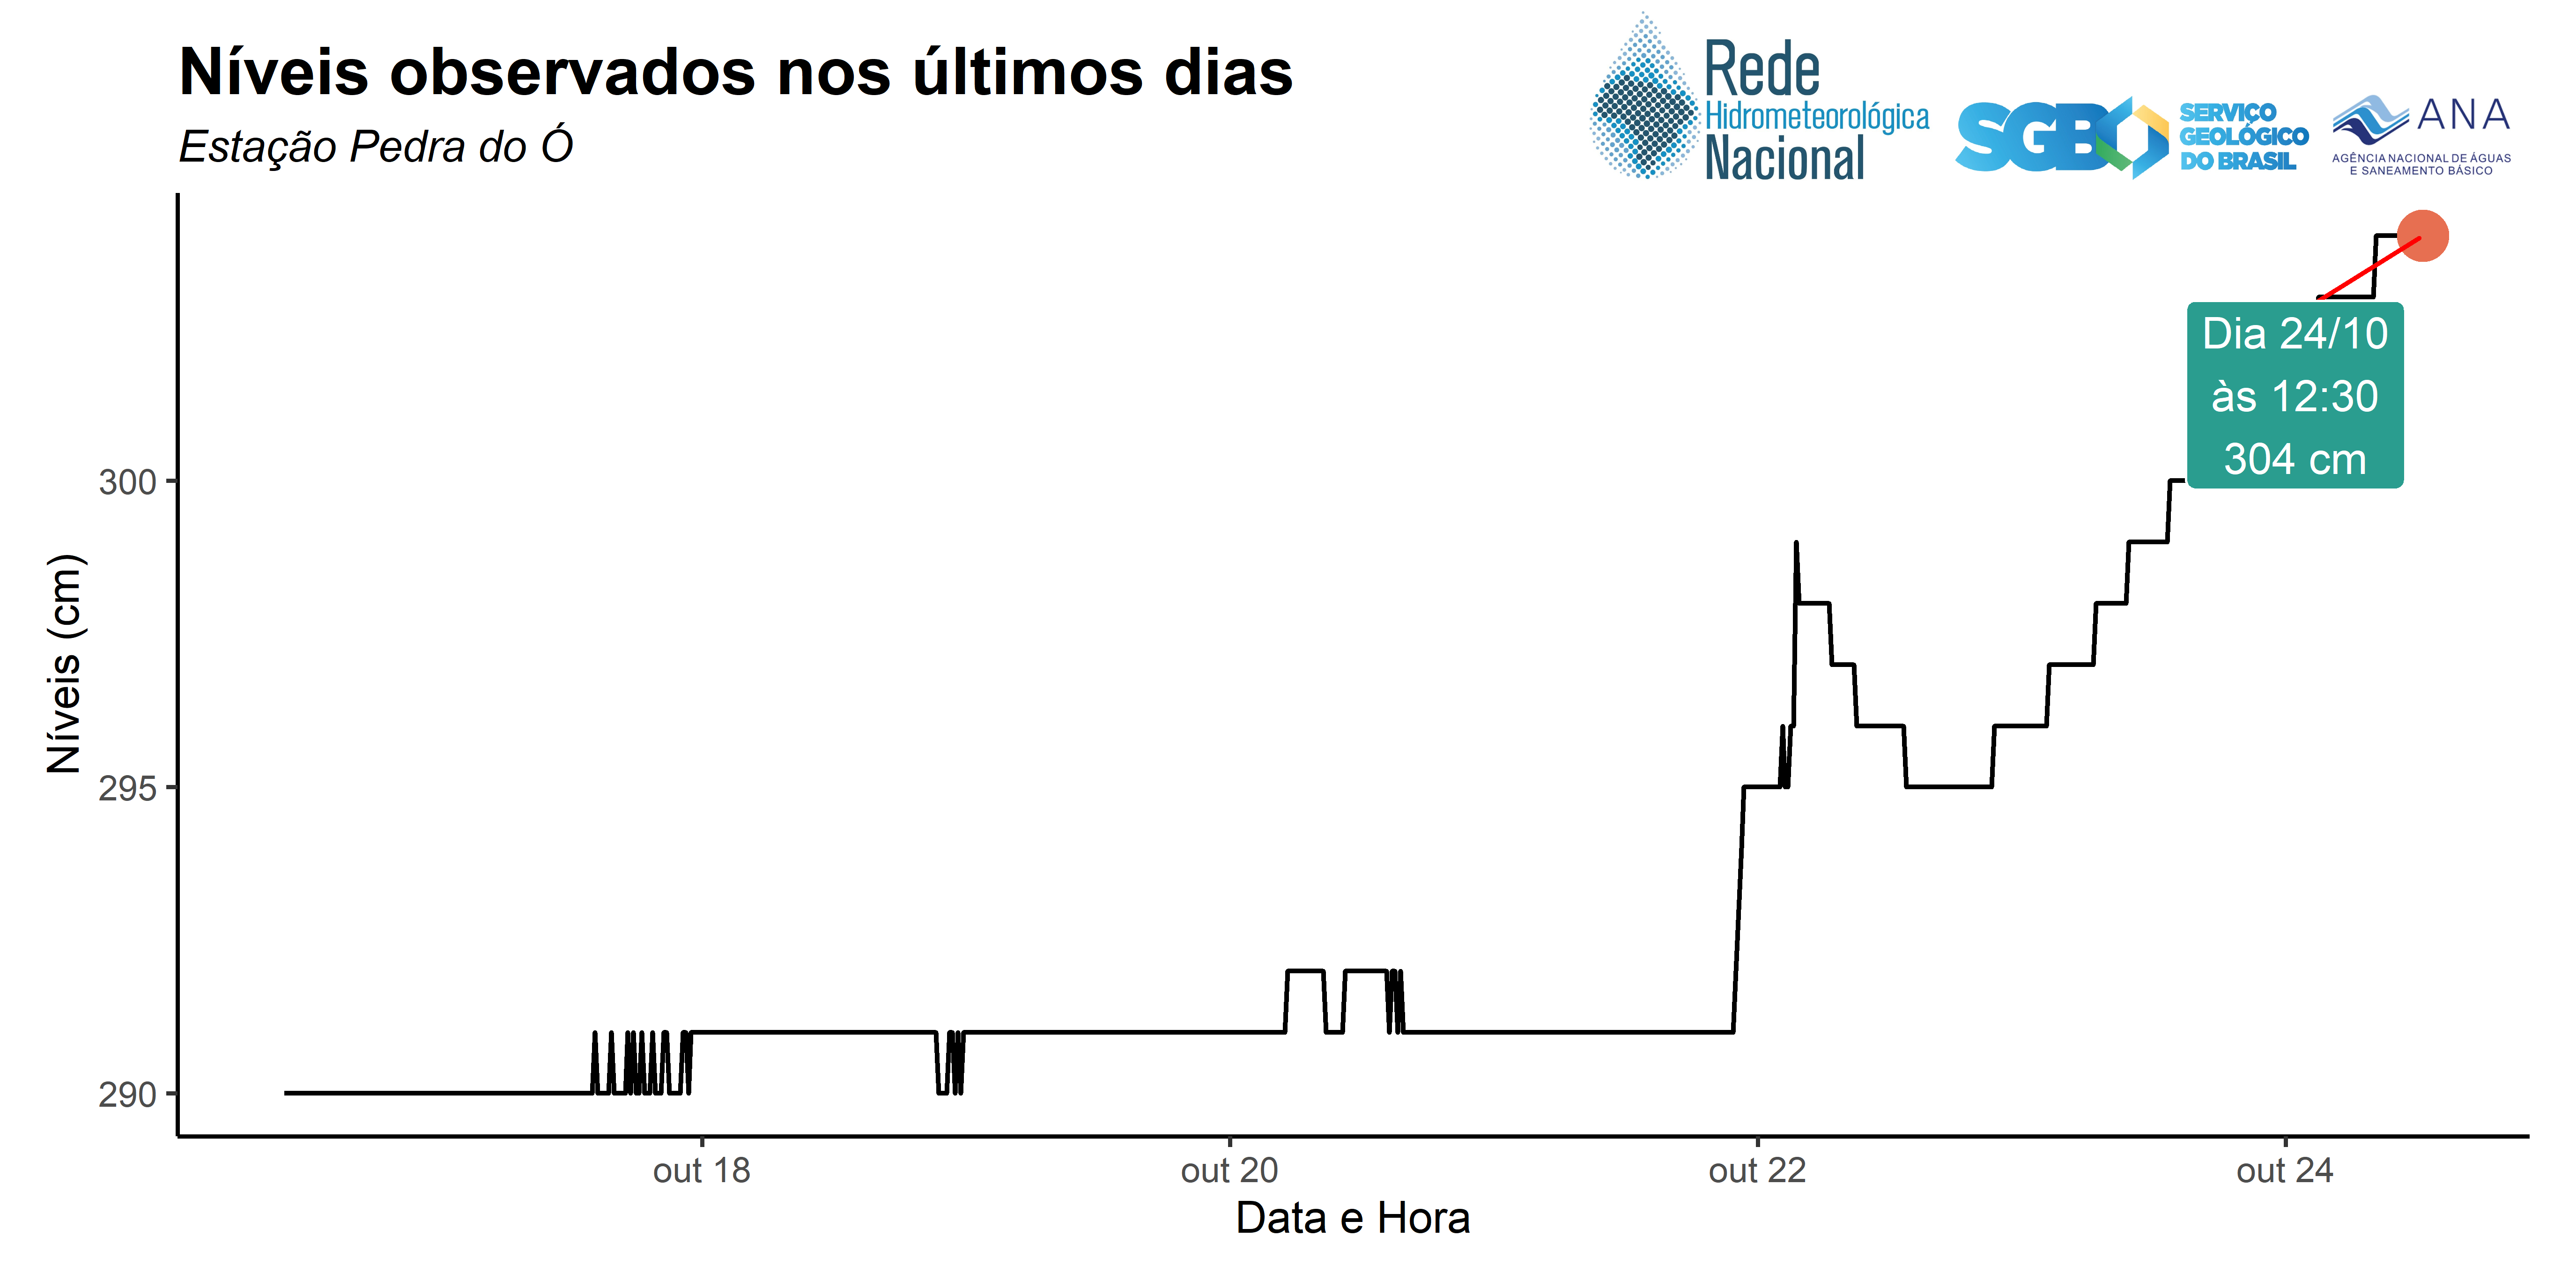 Níveis observados nos últimos dias
Estação Pedra do Ó
Rede
Hidrometeorológica
Nacional
SGB
SERVIÇO
GEOLÓGICO
DO BRASIL
ANA
AGÊNCIA NACIONAL DE ÁGUAS
E SANEAMENTO BÁSICO
Dia 24/10
às 12:30
304 cm
Níveis (cm)
300
295
290
out 18
out 20
out 22
out 24
Data e Hora